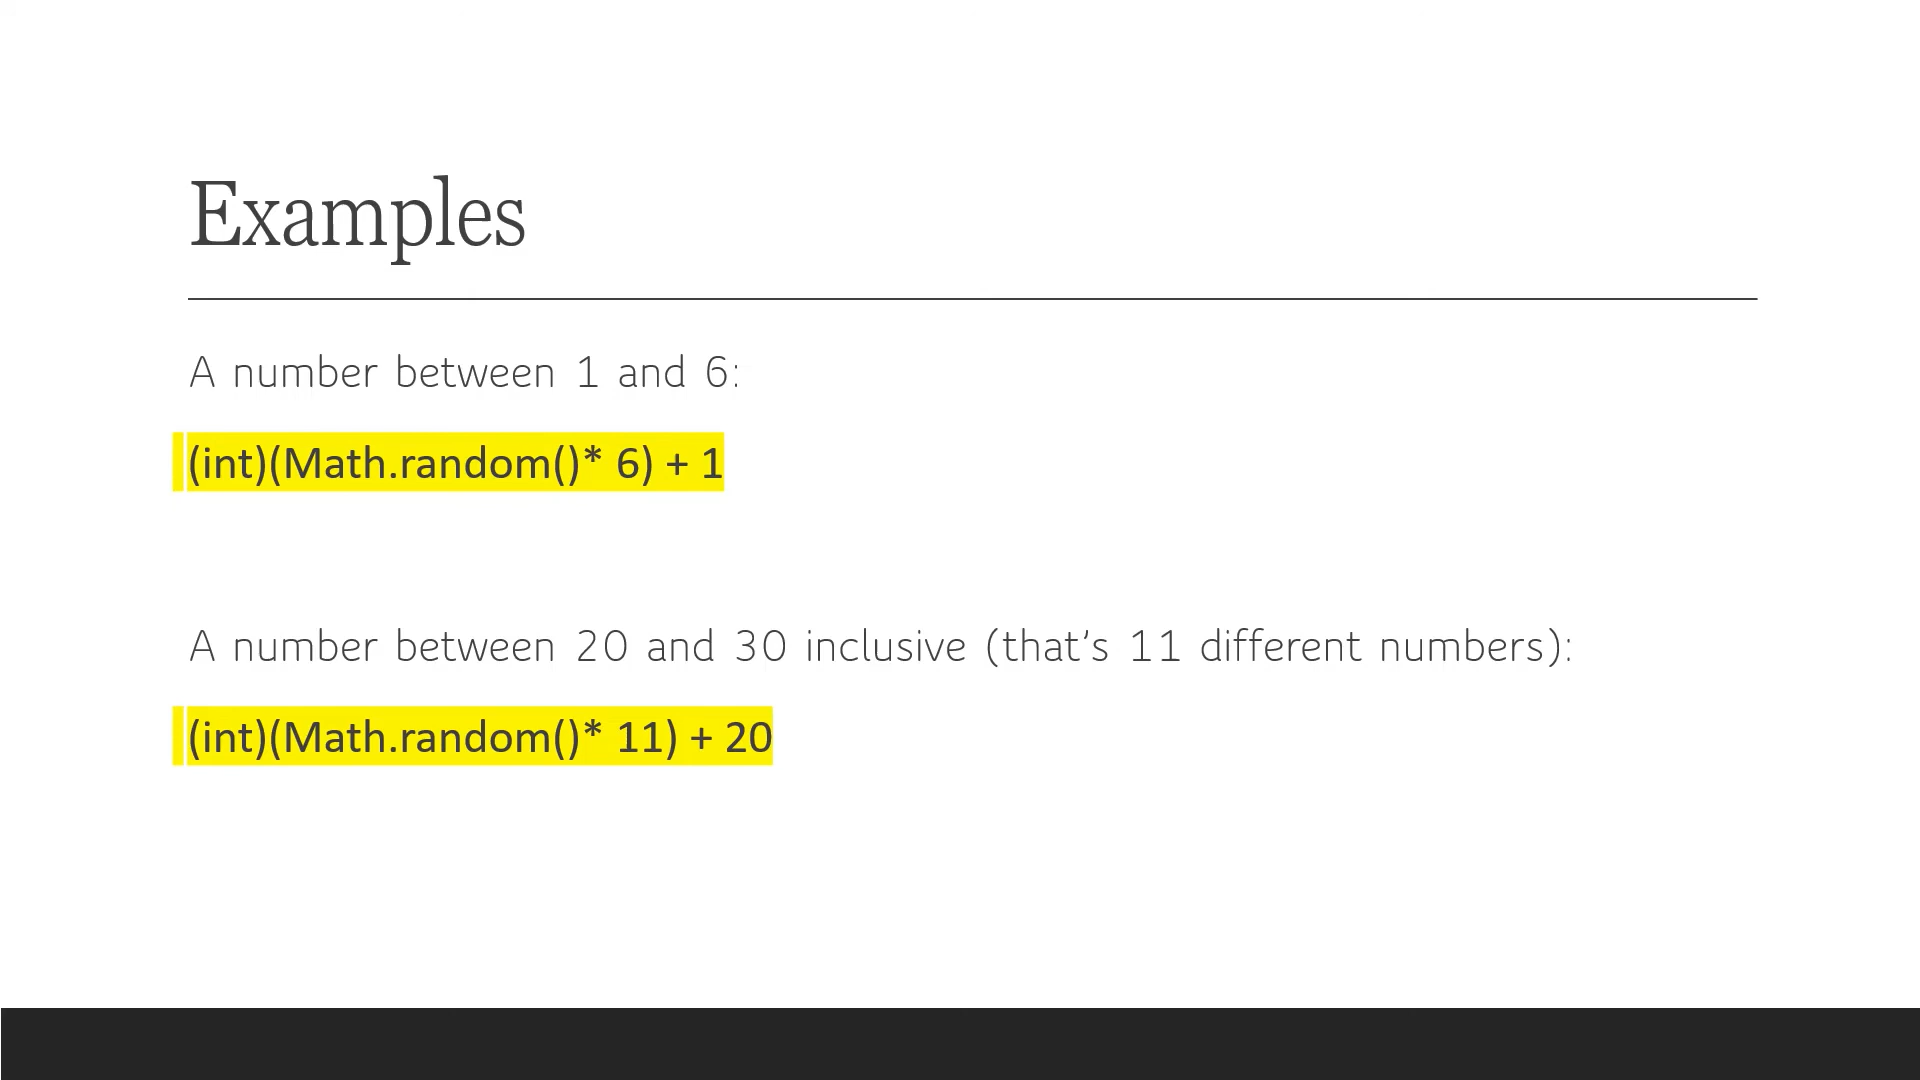 Examples
A number between 1 and 6:
(int)(Math.random()* 6) + 1
A number between 20 and 30 inclusive (that’s 11 different numbers):
(int)(Math.random()* 11) + 20